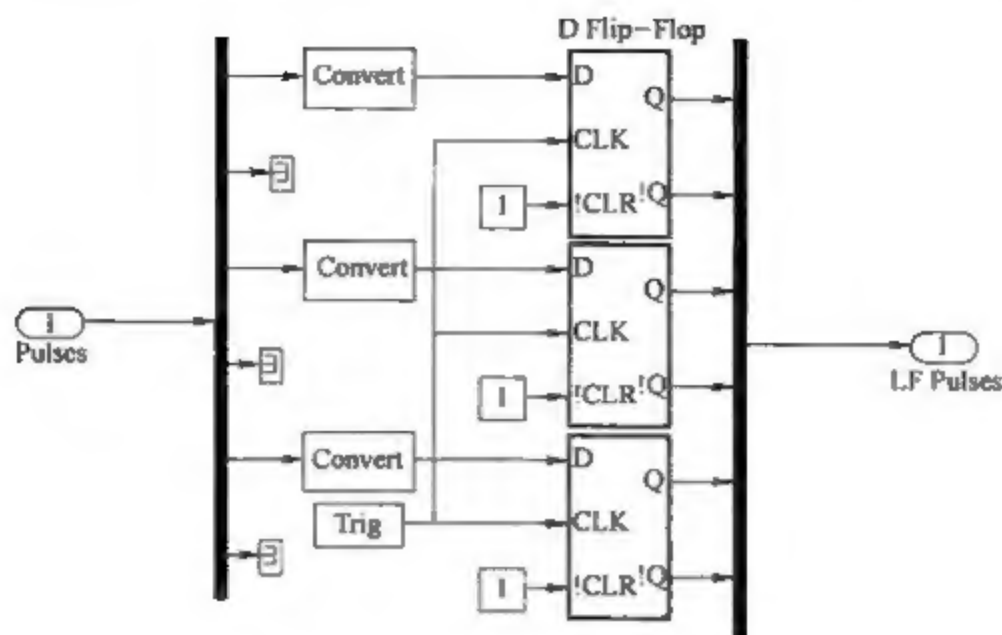 D Flip-Flop
Convert
D
Q
CLK
1
!CLR
!Q
Convert
D
Q
1
Pulses
CLK
1
LF Pulses
1
!CLR
!Q
Convert
D
Q
Trig
CLK
1
!CLR
!Q